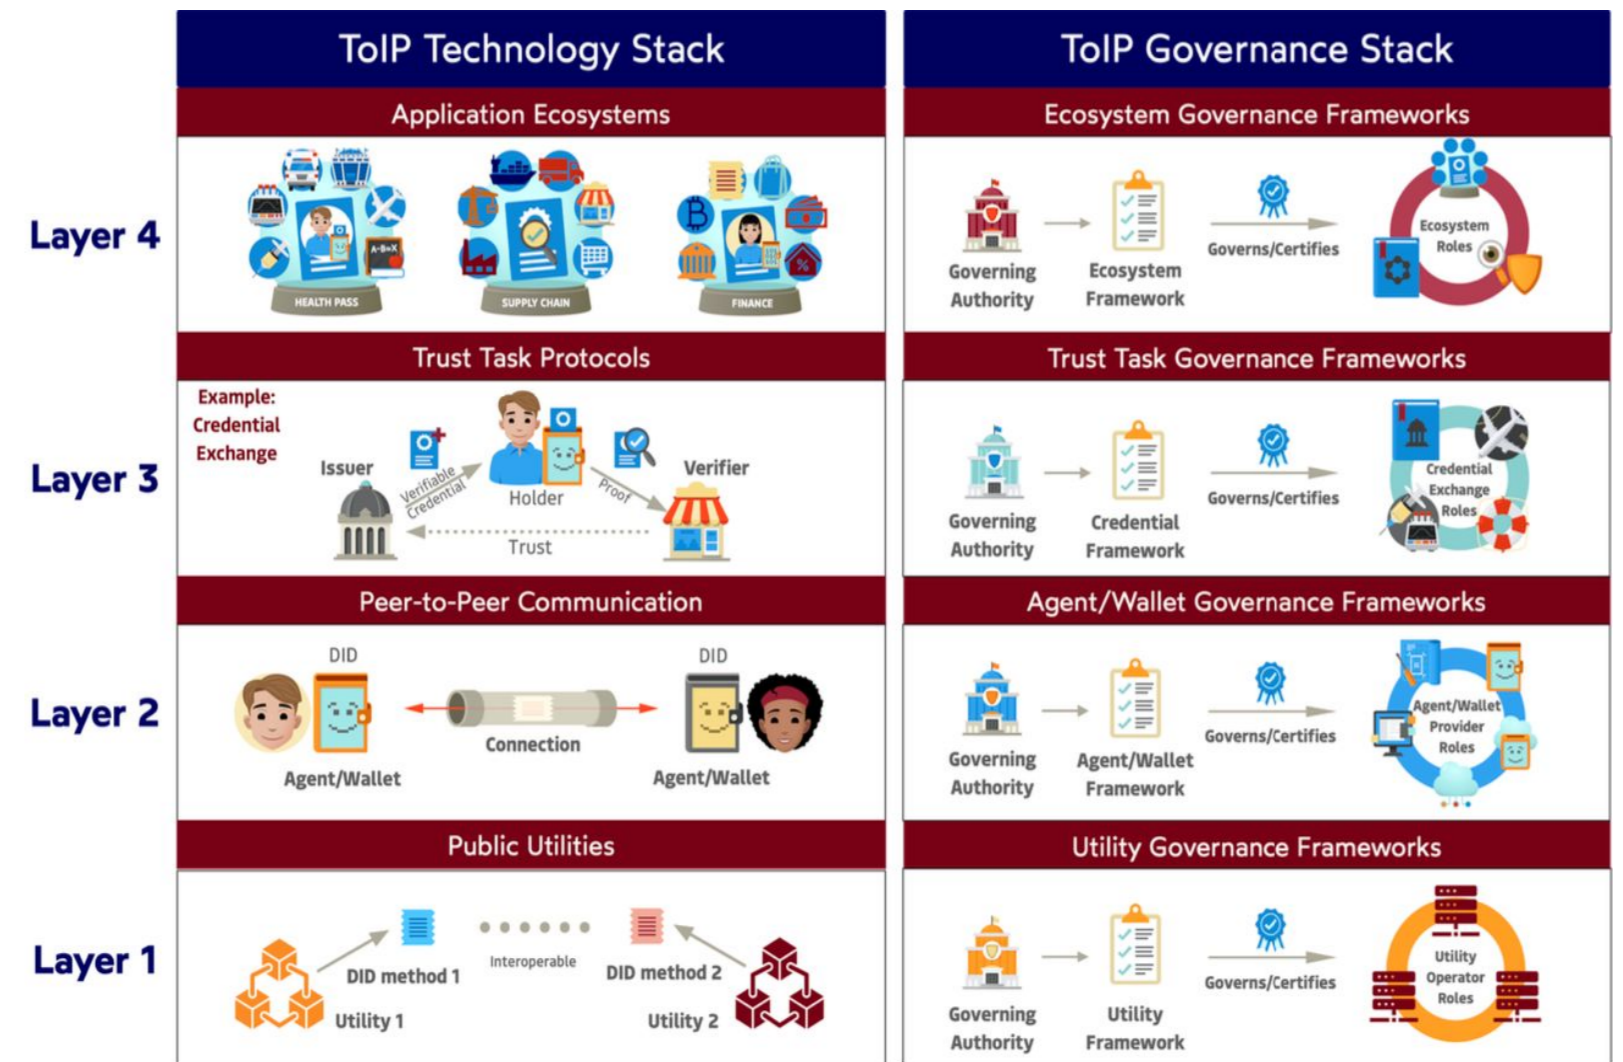 ToIP Technology Stack
ToIP Governance Stack
Layer 4
Application Ecosystems
HEALTH PASS
SUPPLY CHAIN
FINANCE
A-B=X
%
Ecosystem Governance Frameworks
Governing
Authority
Ecosystem
Framework
Governs/Certifies
Ecosystem
Roles
Layer 3
Trust Task Protocols
Example:
Credential
Exchange
Issuer
Verifiable
Credential
Holder
Proof
Verifier
Trust
Trust Task Governance Frameworks
Governing
Authority
Credential
Framework
Governs/Certifies
Credential
Exchange
Roles
Layer 2
Peer-to-Peer Communication
DID
Agent/Wallet
Connection
DID
Agent/Wallet
Agent/Wallet Governance Frameworks
Governing
Authority
Agent/Wallet
Framework
Governs/Certifies
Agent/Wallet
Provider
Roles
Layer 1
Public Utilities
Utility 1
DID method 1
Interoperable
DID method 2
Utility 2
Utility Governance Frameworks
Governing
Authority
Utility
Framework
Governs/Certifies
Utility
Operator
Roles